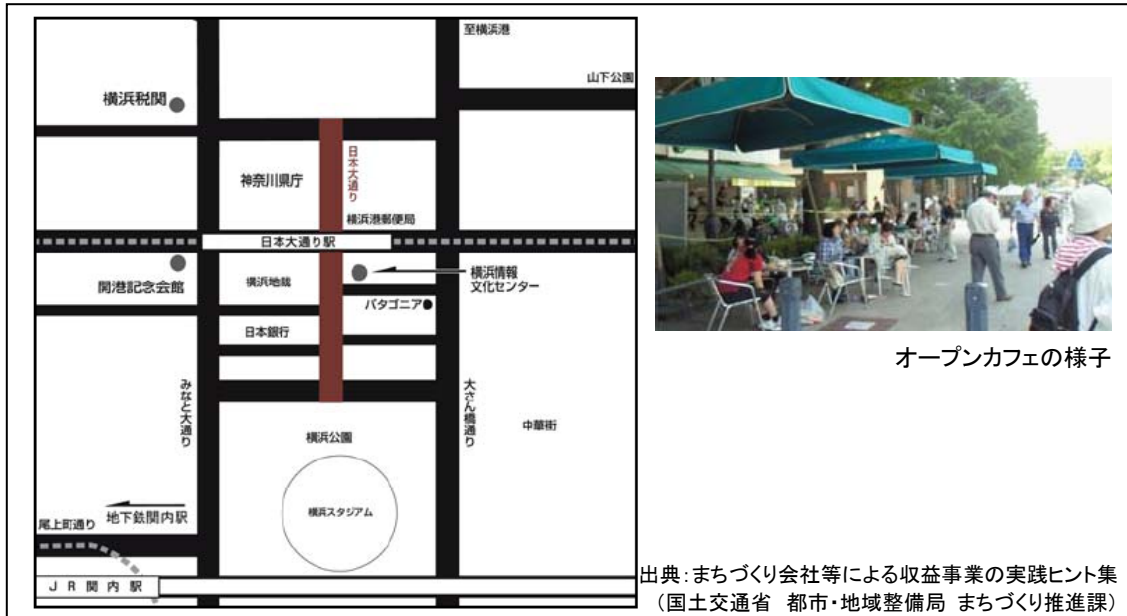 至横浜港
山下公園
横浜税関
日本大通り
神奈川県庁
横浜港郵便局
日本大通り駅
開港記念会館
横浜地裁
横浜情報
文化センター
パタゴニア
日本銀行
みなと大通り
大さん橋通り
中華街
横浜公園
横浜スタジアム
地下鉄関内駅
尾上町通り
JR関内駅
オープンカフェの様子
出典:まちづくり会社等による収益事業の実践ヒント集
(国土交通省 都市・地域整備局 まちづくり推進課)